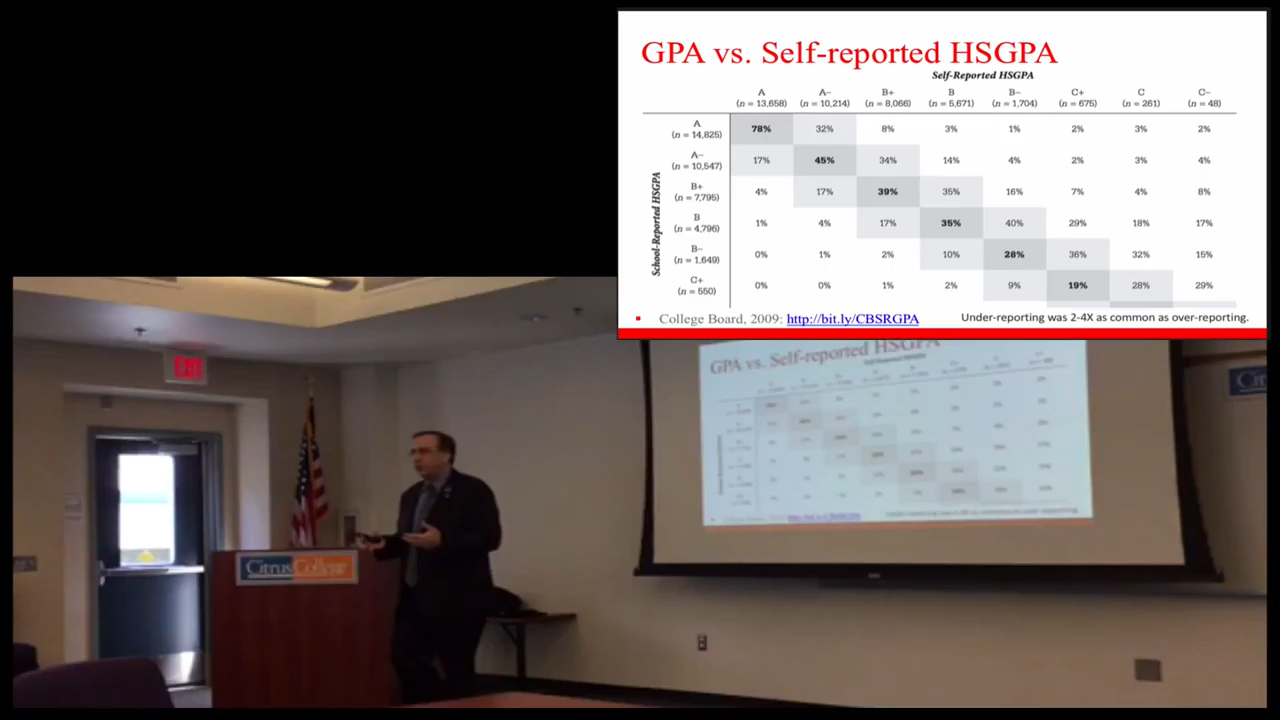 GPA vs. Self-reported HSGPA
Self-Reported HSGPA
A A− B+ B B− C+ C C−
(n = 13,658) (n = 10,214) (n = 8,066) (n = 5,671) (n = 1,704) (n = 675) (n = 261) (n = 48)
School-Reported HSGPA
A (n = 14,825) 78% 32% 8% 3% 1% 2% 3% 2%
A− (n = 10,547) 17% 45% 34% 14% 4% 2% 3% 4%
B+ (n = 7,795) 4% 17% 39% 35% 16% 7% 4% 8%
B (n = 4,796) 1% 4% 17% 35% 40% 29% 18% 17%
B− (n = 1,649) 0% 1% 2% 10% 28% 36% 32% 15%
C+ (n = 550) 0% 0% 1% 2% 9% 19% 28% 29%
College Board, 2009: http://bit.ly/CBSRGPA
Under-reporting was 2-4X as common as over-reporting.
EXIT
GPA vs. Self-reported HSGPA
Citrus College